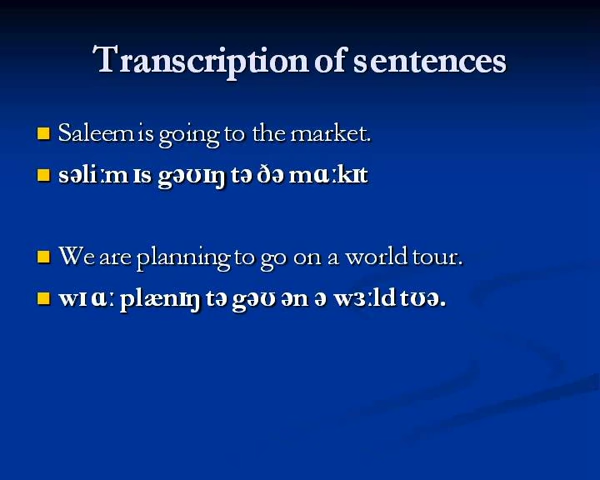 Transcription of sentences
Saleem is going to the market.
səliːm ɪs gəʊɪŋ tə ðə mɑːkɪt
We are planning to go on a world tour.
wɪ ɑː plænɪŋ tə gəʊ ən ə wɜːld tʊə.